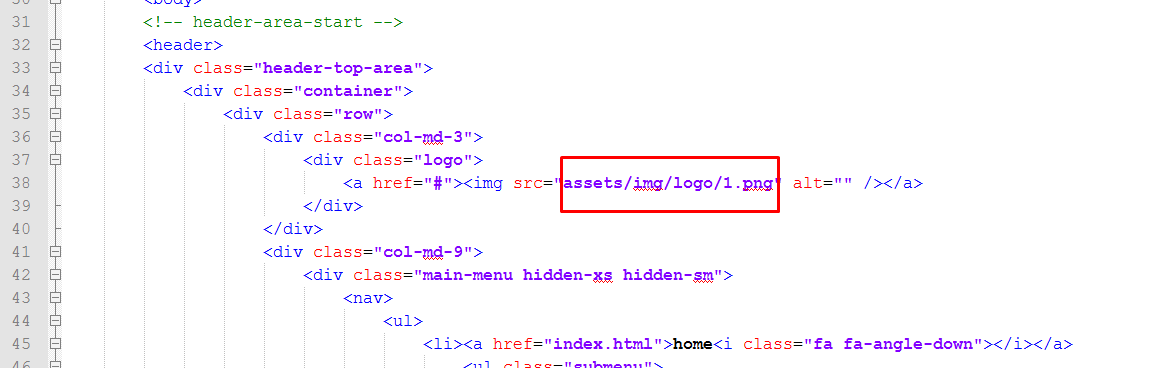 30 <body>
31 <!-- header-area-start -->
32 <header>
33 <div class="header-top-area">
34 <div class="container">
35 <div class="row">
36 <div class="col-md-3">
37 <div class="logo">
38 <a href="#"><img src="assets/img/logo/1.png" alt="" /></a>
39 </div>
40 </div>
41 <div class="col-md-9">
42 <div class="main-menu hidden-xs hidden-sm">
43 <nav>
44 <ul>
45 <li><a href="index.html">home<i class="fa fa-angle-down"></i></a>
46 <ul class="submenu">